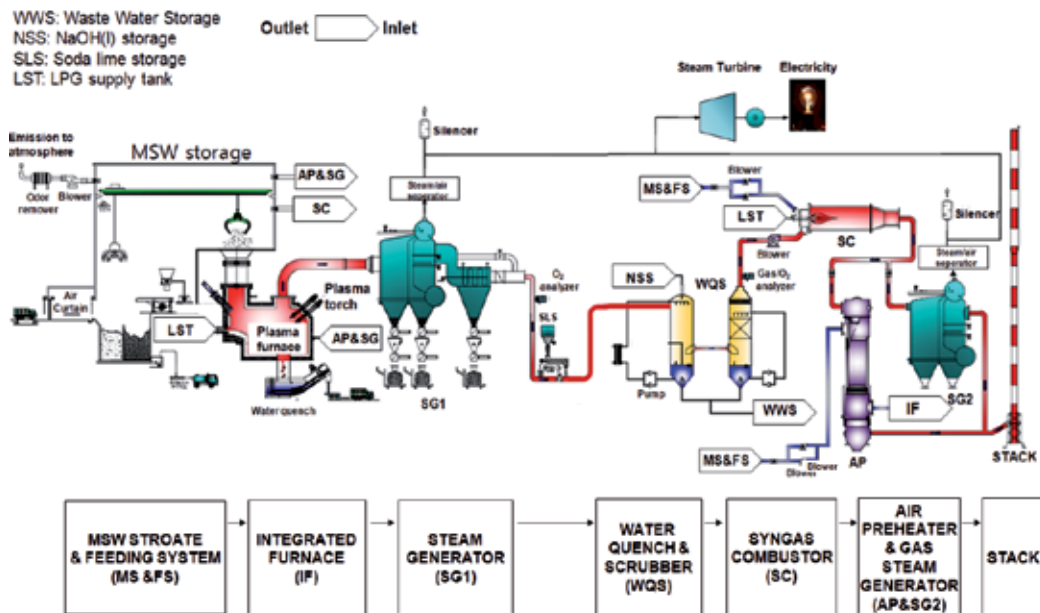 WWS: Waste Water Storage
NSS: NaOH(l) storage
SLS: Soda lime storage
LST: LPG supply tank
Outlet
Inlet
Steam Turbine
Electricity
Silencer
Emission to
atmosphere
MSW storage
Odor
remover
Blower
AP&SG
SC
Steam/air
separator
Air
Curtain
LST
Plasma
furnace
Plasma
torch
AP&SG
Water quench
SG1
O2
analyzer
SLS
NSS
WQS
Gas/O2
analyzer
Pump
WWS
MS&FS
Blower
LST
Blower
SC
Silencer
Steam/air
separator
SG2
IF
AP
MS&FS
Blower
Blower
STACK
MSW STROATE
& FEEDING SYSTEM
(MS &FS)
INTEGRATED
FURNACE
(IF)
STEAM
GENERATOR
(SG1)
WATER
QUENCH &
SCRUBBER
(WQS)
SYNGAS
COMBUSTOR
(SC)
AIR
PREHEATER
& GAS
STEAM
GENERATOR
(AP&SG2)
STACK